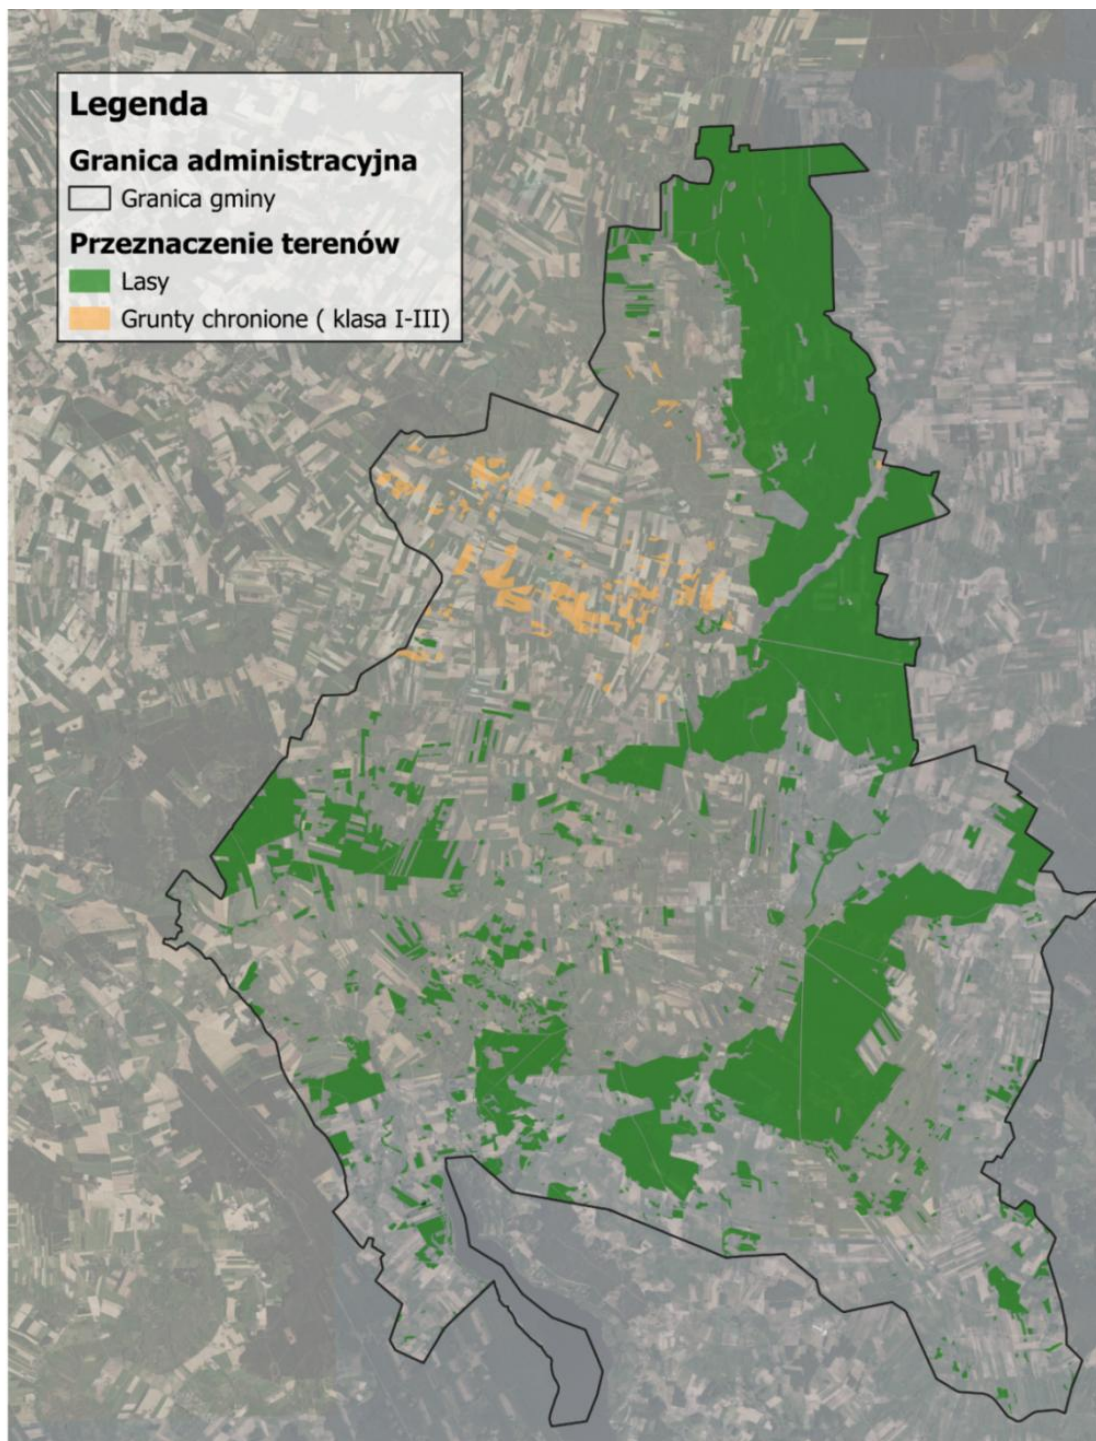 Legenda
Granica administracyjna
Granica gminy
Przeznaczenie terenów
Lasy
Grunty chronione ( klasa I-III)